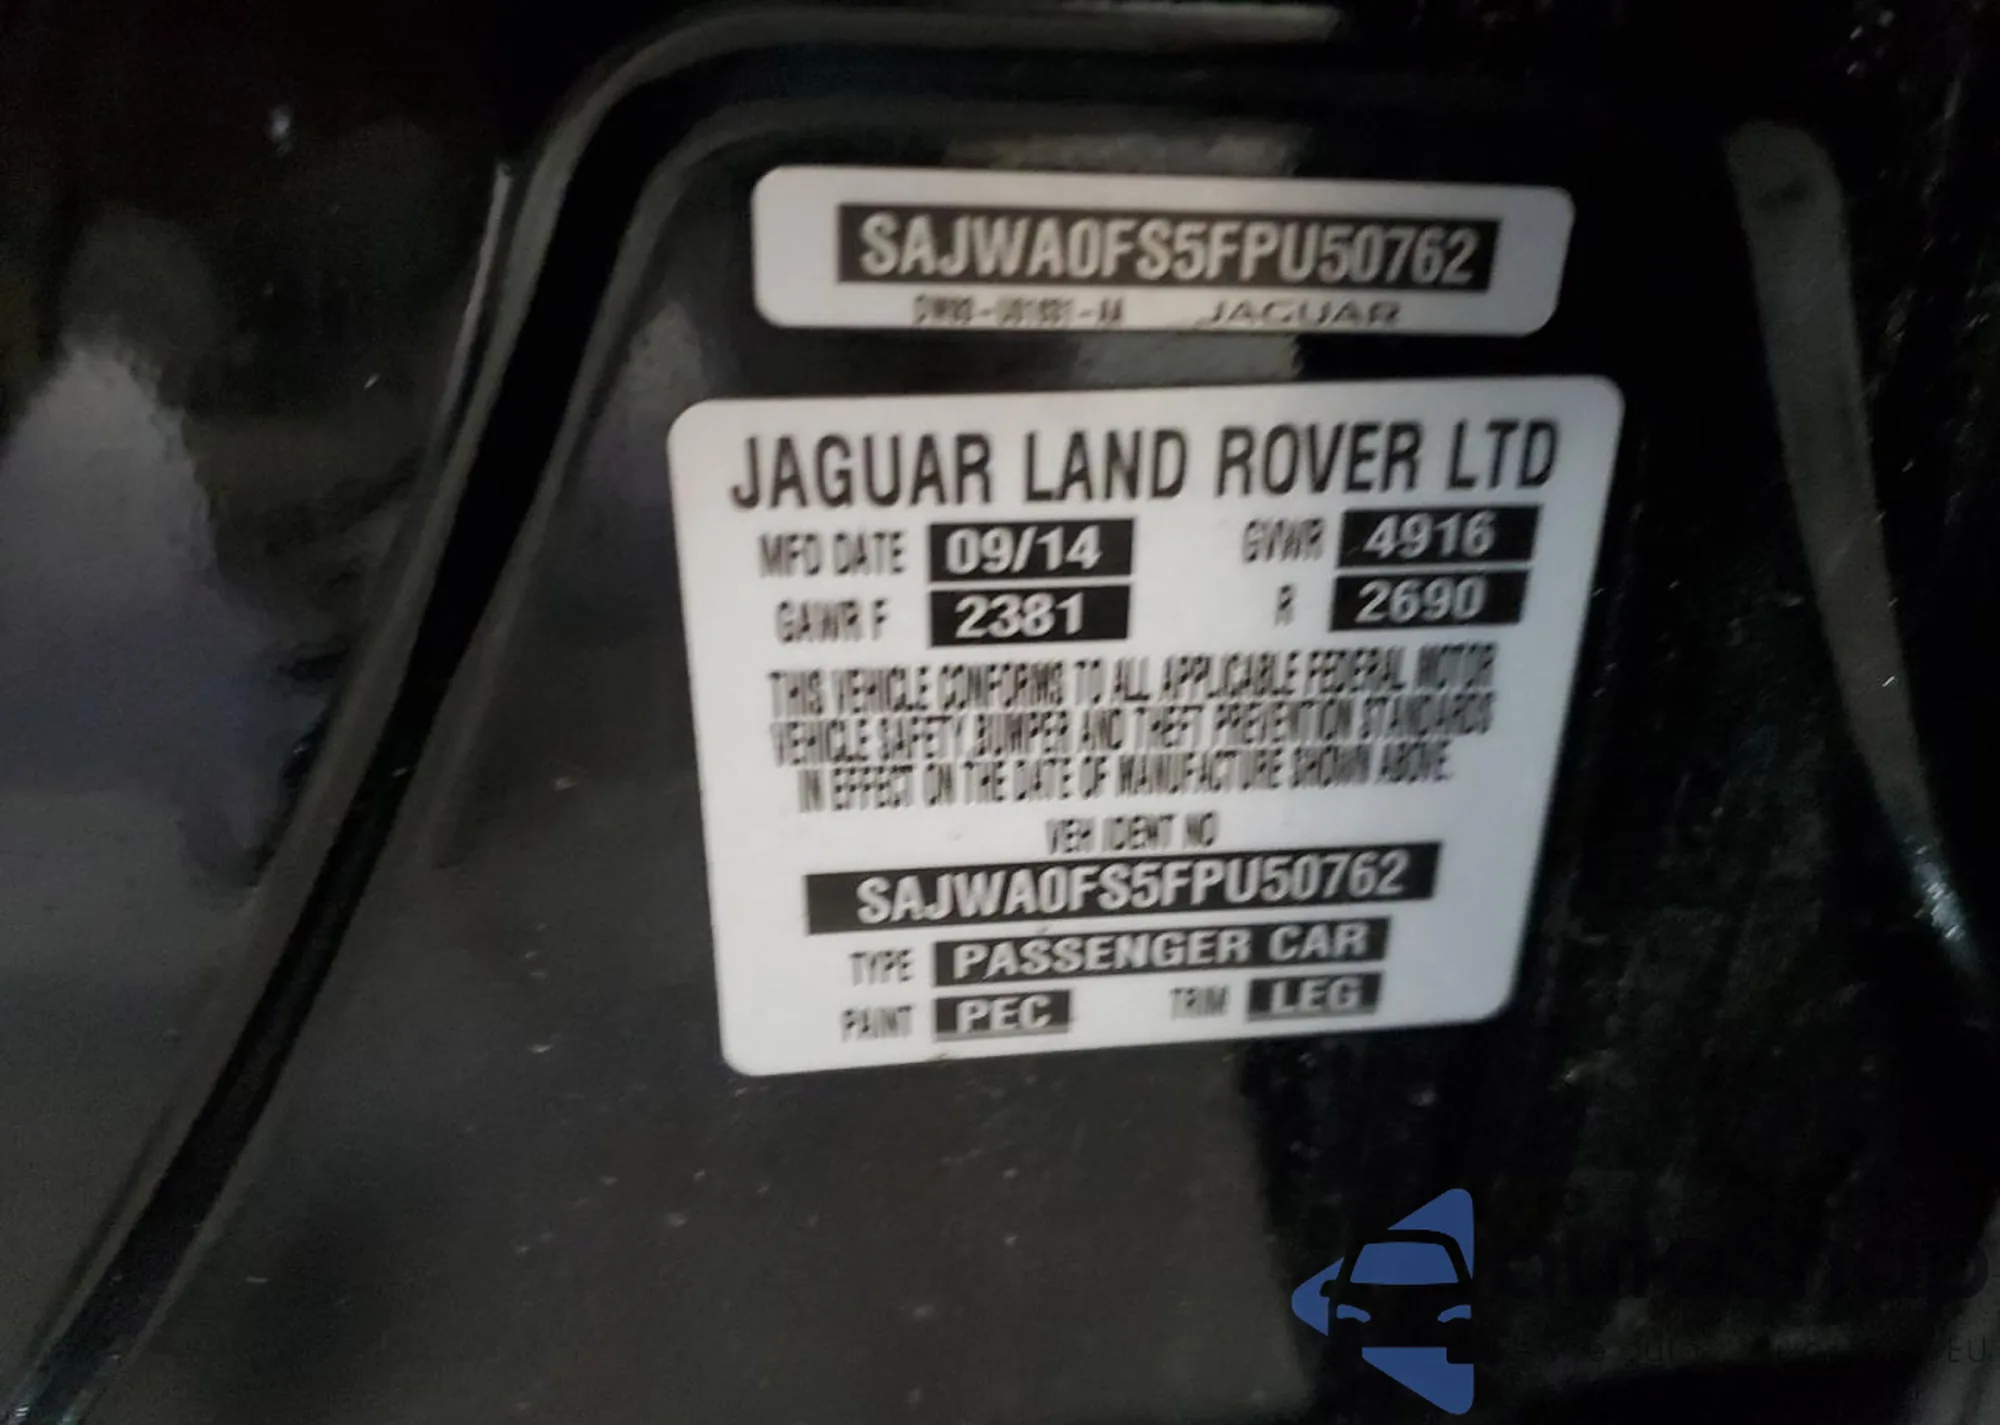 SAJWA0FS5FPU50762
JAGUAR
JAGUAR LAND ROVER LTD
MFD DATE 09/14 GVWR 4916
GAWR F 2381 R 2690
THIS VEHICLE CONFORMS TO ALL APPLICABLE FEDERAL MOTOR
VEHICLE SAFETY, BUMPER AND THEFT PREVENTION STANDARDS
IN EFFECT ON THE DATE OF MANUFACTURE SHOWN ABOVE.
VEH IDENT NO
SAJWA0FS5FPU50762
TYPE PASSENGER CAR
PAINT PEC TRIM LEG